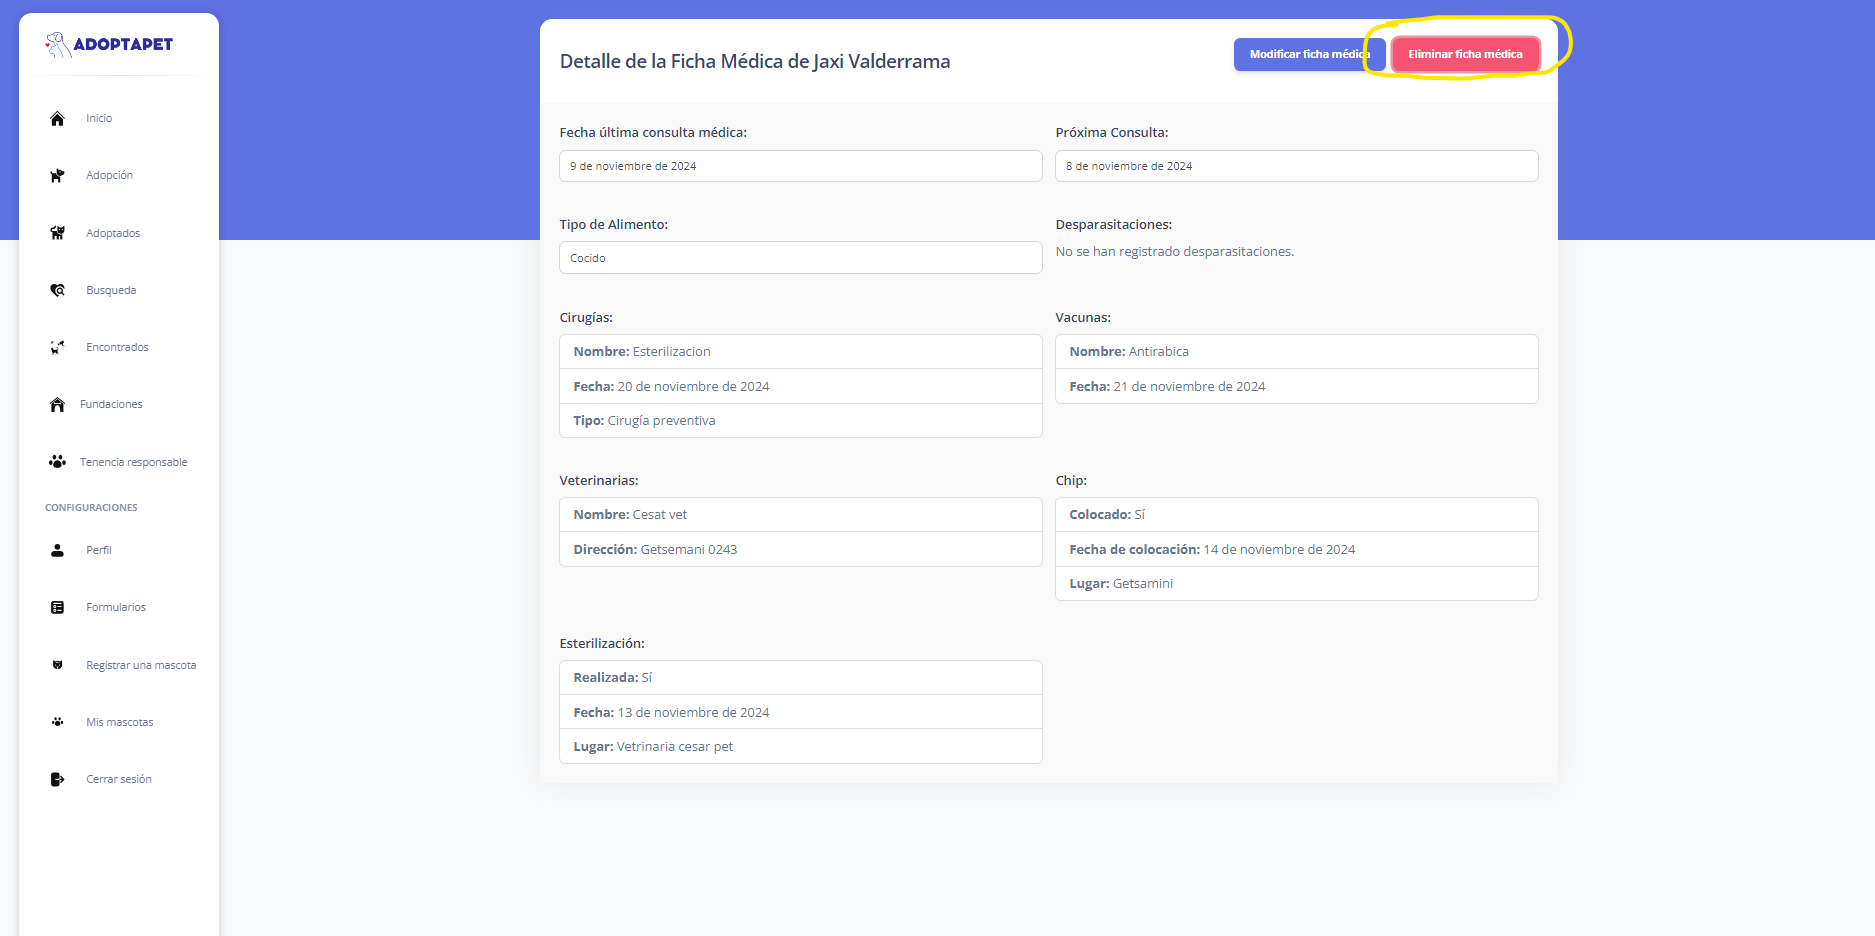 ADOPTAPET
Inicio
Adopción
Adoptados
Busqueda
Encontrados
Fundaciones
Tenencia responsable
CONFIGURACIONES
Perfil
Formularios
Registrar una mascota
Mis mascotas
Cerrar sesión
Detalle de la Ficha Médica de Jaxi Valderrama
Modificar ficha médica
Eliminar ficha médica
Fecha última consulta médica:
9 de noviembre de 2024
Próxima Consulta:
8 de noviembre de 2024
Tipo de Alimento:
Cocido
Desparasitaciones:
No se han registrado desparasitaciones.
Cirugías:
Nombre: Esterilizacion
Fecha: 20 de noviembre de 2024
Tipo: Cirugía preventiva
Vacunas:
Nombre: Antirabica
Fecha: 21 de noviembre de 2024
Veterinarias:
Nombre: Cesat vet
Dirección: Getsemani 0243
Chip:
Colocado: Sí
Fecha de colocación: 14 de noviembre de 2024
Lugar: Getsamini
Esterilización:
Realizada: Sí
Fecha: 13 de noviembre de 2024
Lugar: Vetrinaria cesar pet